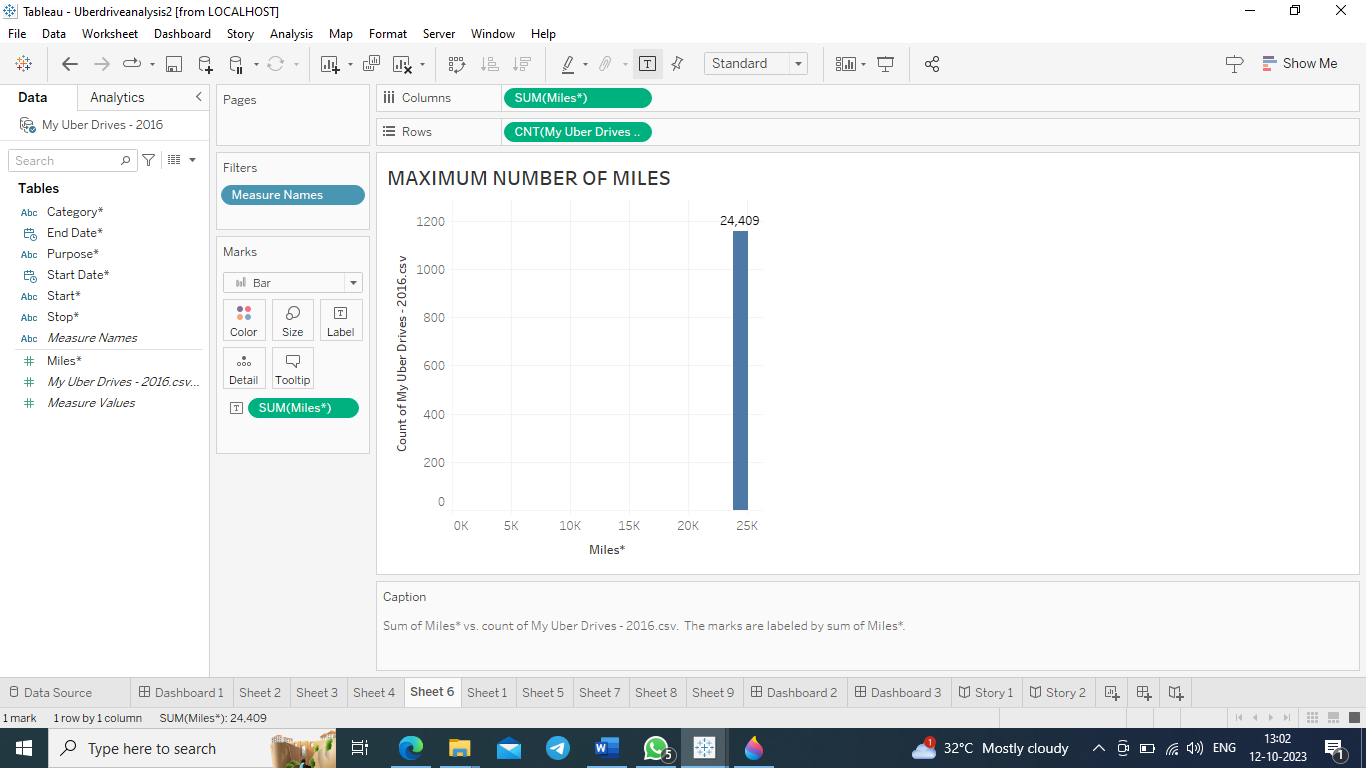 Tableau - Uberdriveanalysis2 [from LOCALHOST]
File Data Worksheet Dashboard Story Analysis Map Format Server Window Help
Standard
Show Me
Data Analytics
My Uber Drives - 2016
Search
Tables
Abc Category*
End Date*
Abc Purpose*
Start Date*
Abc Start*
Abc Stop*
Abc Measure Names
Miles*
My Uber Drives - 2016.csv...
Measure Values
Pages
Filters
Measure Names
Marks
Bar
Color Size Label
Detail Tooltip
SUM(Miles*)
Columns SUM(Miles*)
Rows CNT(My Uber Drives ..
MAXIMUM NUMBER OF MILES
24,409
Count of My Uber Drives - 2016.csv
1200
1000
800
600
400
200
0
0K 5K 10K 15K 20K 25K
Miles*
Caption
Sum of Miles* vs. count of My Uber Drives - 2016.csv. The marks are labeled by sum of Miles*.
Data Source Dashboard 1 Sheet 2 Sheet 3 Sheet 4 Sheet 6 Sheet 1 Sheet 5 Sheet 7 Sheet 8 Sheet 9 Dashboard 2 Dashboard 3 Story 1 Story 2
1 mark 1 row by 1 column SUM(Miles*): 24,409
Type here to search
5
1
32°C Mostly cloudy
ENG
13:02
12-10-2023
1